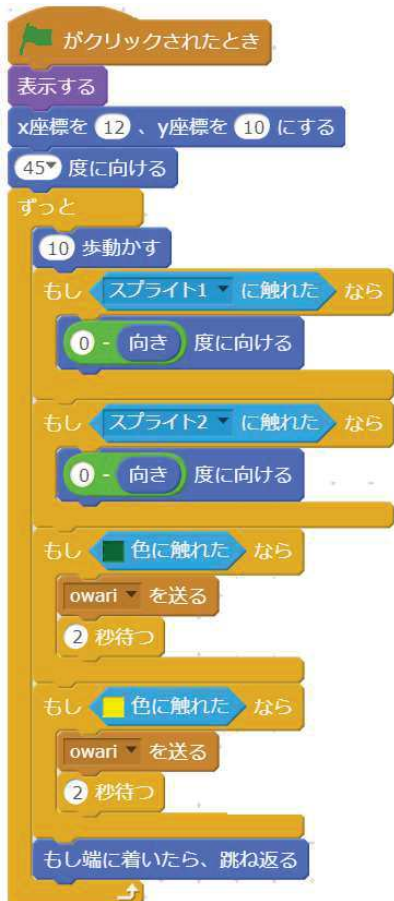 がクリックされたとき
表示する
x座標を 12 、y座標を 10 にする
45 度に向ける
ずっと
10 歩動かす
もし スプライト1 に触れた なら
0 - 向き 度に向ける
もし スプライト2 に触れた なら
0 - 向き 度に向ける
もし 色に触れた なら
owari を送る
2 秒待つ
もし 色に触れた なら
owari を送る
2 秒待つ
もし端に着いたら、跳ね返る